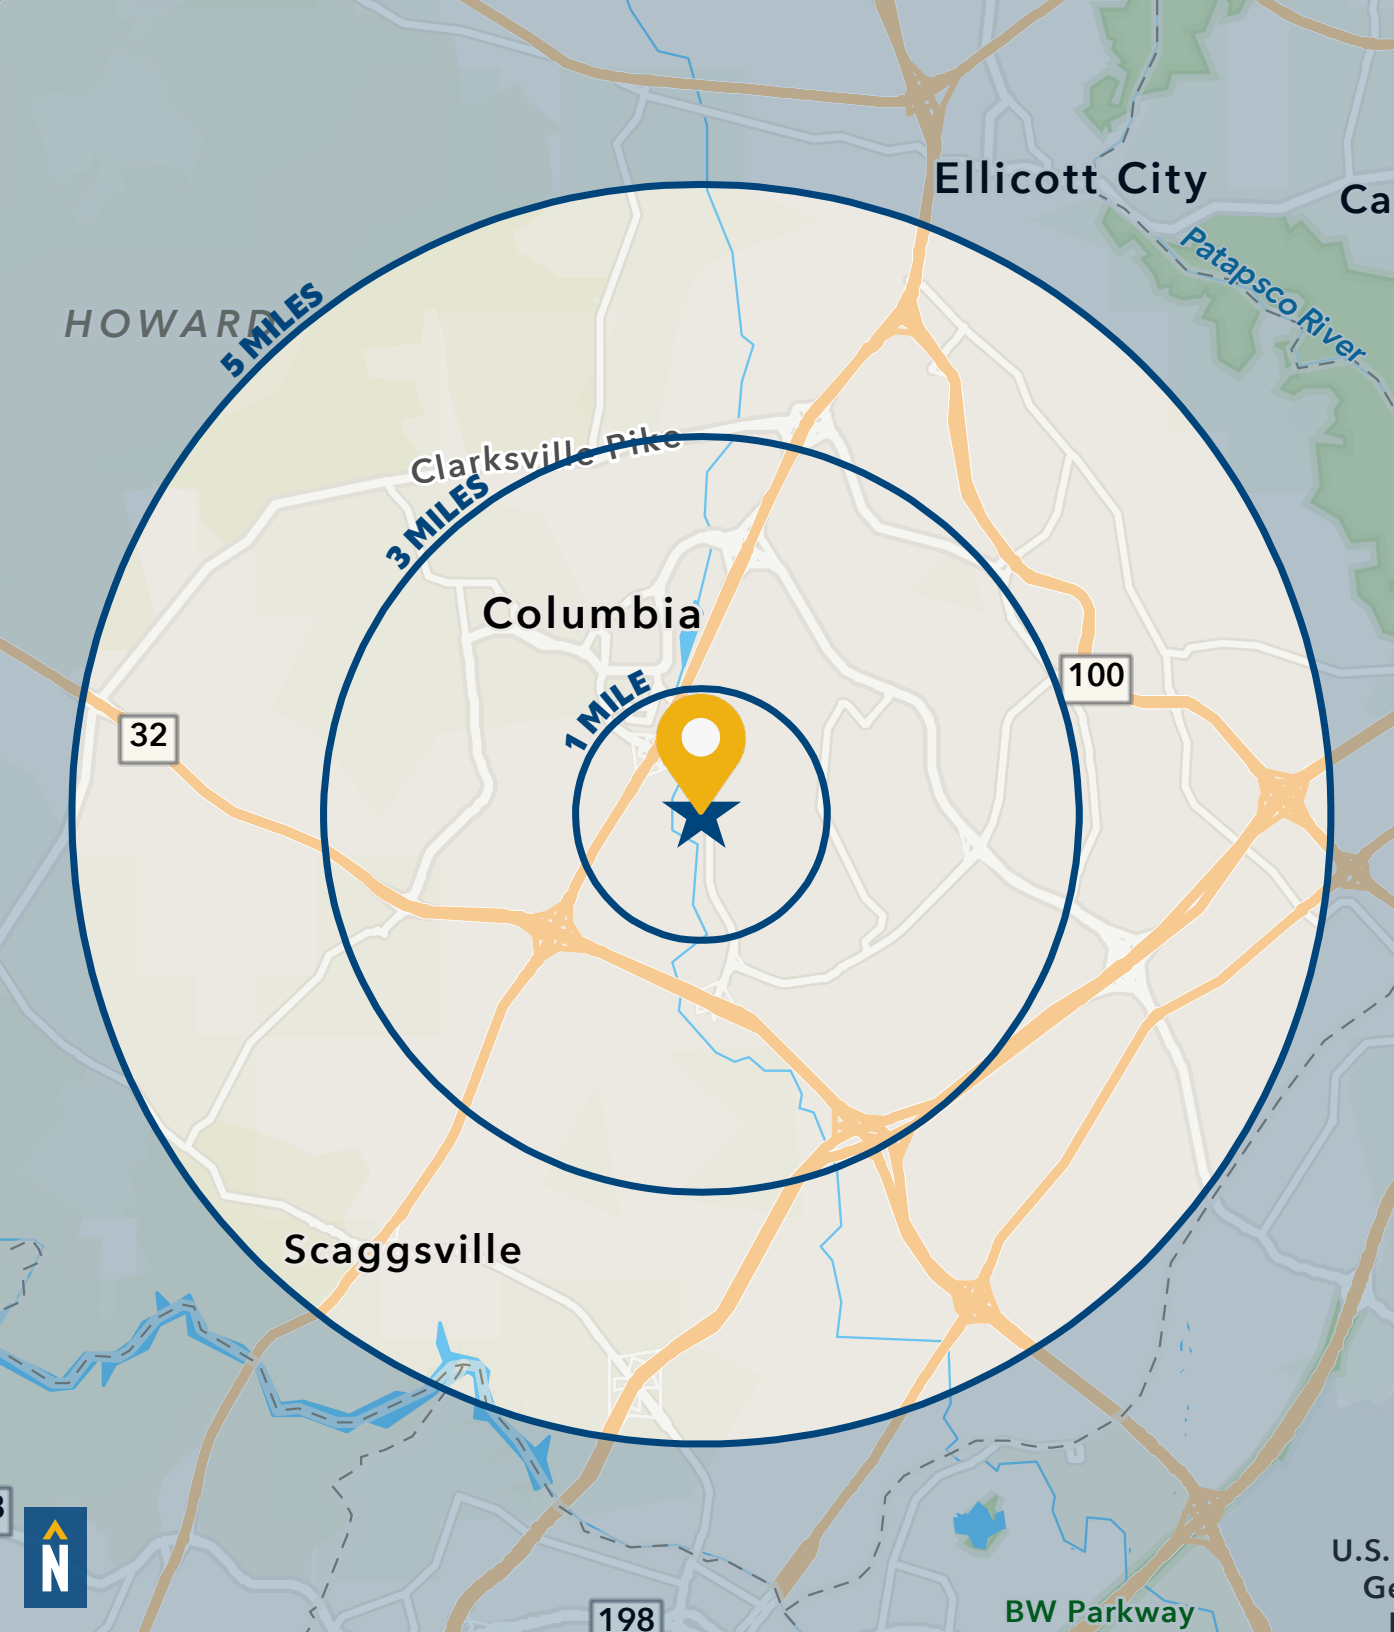 Ellicott City
Ca
Patapsco River
HOWARD
5 MILES
Clarksville Pike
3 MILES
Columbia
1 MILE
100
32
Scaggsville
N
U.S.
Ge
BW Parkway
198